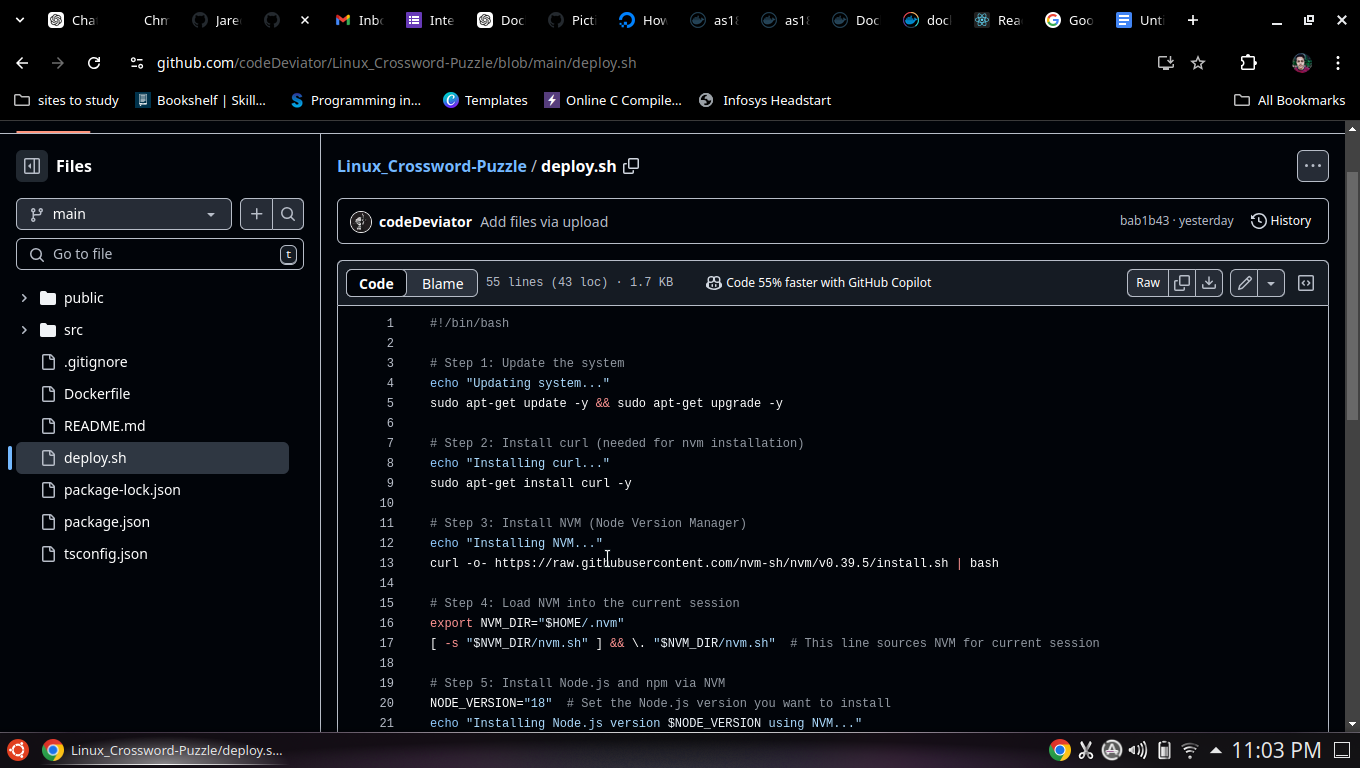 Cha Chm Jare Inb Inte Doc Picti How as18 as18 Doc docl Rea Goo Unti
github.com/codeDeviator/Linux_Crossword-Puzzle/blob/main/deploy.sh
sites to study Bookshelf | Skill... Programming in... Templates Online C Compile... Infosys Headstart All Bookmarks
Files
main
Go to file t
public
src
.gitignore
Dockerfile
README.md
deploy.sh
package-lock.json
package.json
tsconfig.json
Linux_Crossword-Puzzle / deploy.sh
codeDeviator Add files via upload bab1b43 · yesterday History
Code Blame 55 lines (43 loc) · 1.7 KB Code 55% faster with GitHub Copilot Raw
1 #!/bin/bash
2
3 # Step 1: Update the system
4 echo "Updating system..."
5 sudo apt-get update -y && sudo apt-get upgrade -y
6
7 # Step 2: Install curl (needed for nvm installation)
8 echo "Installing curl..."
9 sudo apt-get install curl -y
10
11 # Step 3: Install NVM (Node Version Manager)
12 echo "Installing NVM..."
13 curl -o- https://raw.githubusercontent.com/nvm-sh/nvm/v0.39.5/install.sh | bash
14
15 # Step 4: Load NVM into the current session
16 export NVM_DIR="$HOME/.nvm"
17 [ -s "$NVM_DIR/nvm.sh" ] && \. "$NVM_DIR/nvm.sh" # This line sources NVM for current session
18
19 # Step 5: Install Node.js and npm via NVM
20 NODE_VERSION="18" # Set the Node.js version you want to install
21 echo "Installing Node.js version $NODE_VERSION using NVM..."
Linux_Crossword-Puzzle/deploy.s... 11:03 PM